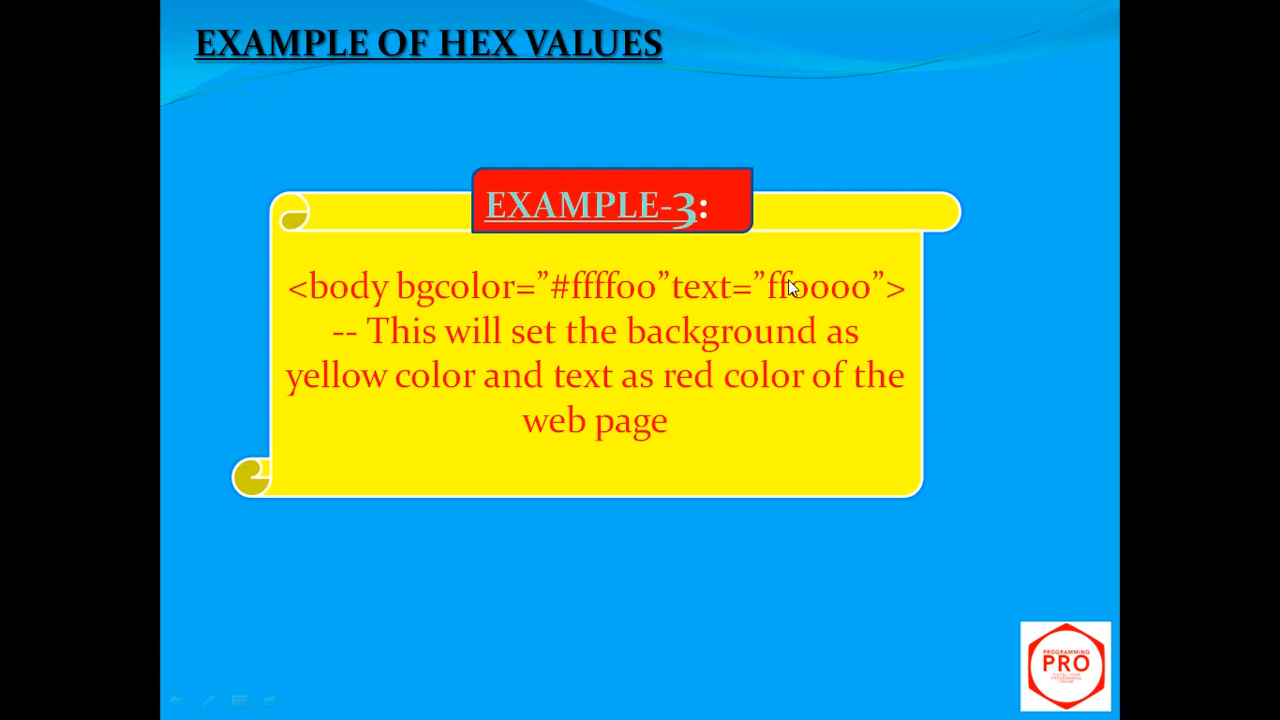 EXAMPLE OF HEX VALUES
EXAMPLE-3:
<body bgcolor=”#ffff00”text=”ff0000”>
-- This will set the background as
yellow color and text as red color of the
web page
PROGRAMMING
PRO